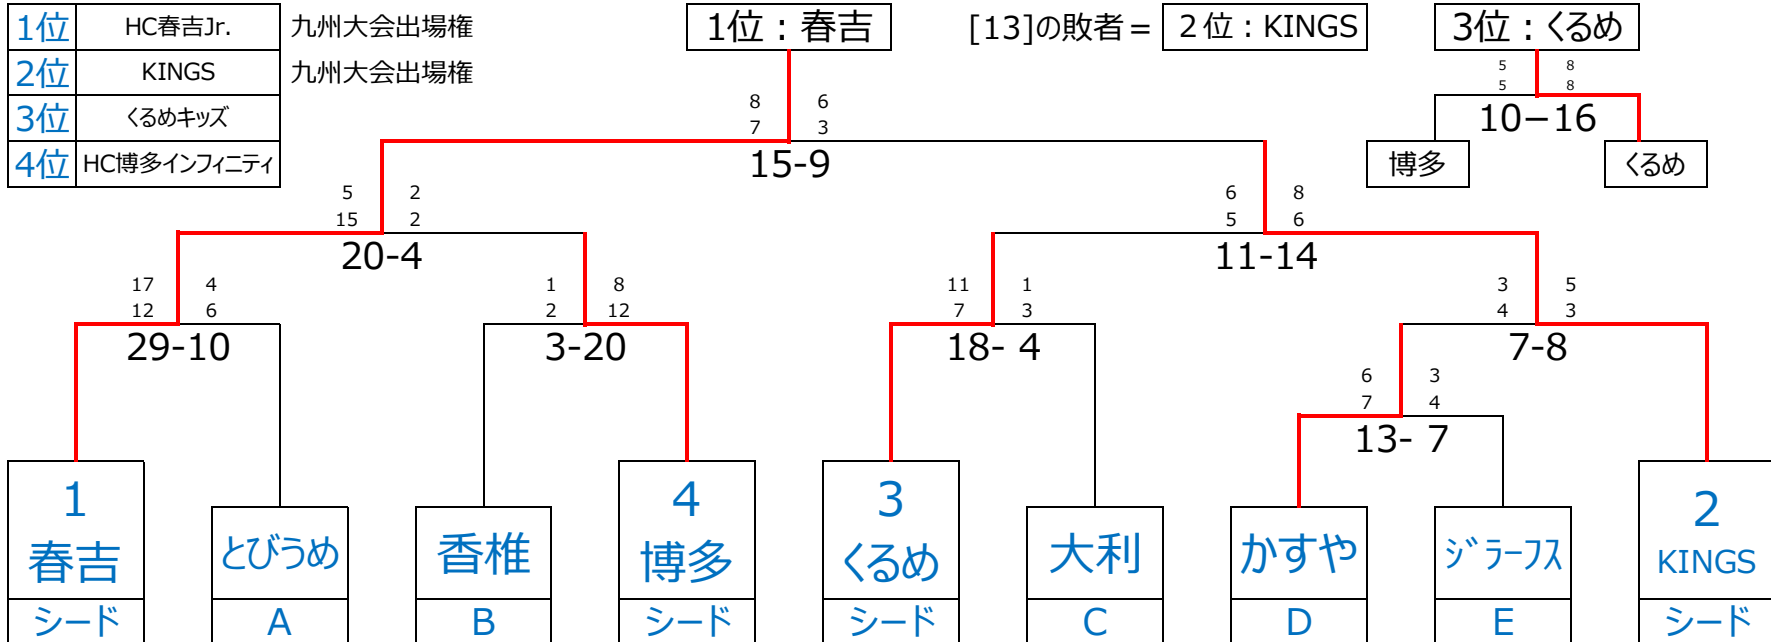 1位 HC春吉Jr. 九州大会出場権
2位 KINGS 九州大会出場権
3位 くるめキッズ
4位 HC博多インフィニティ
1位：春吉
[13]の敗者＝ 2位：KINGS
3位：くるめ
5 8
5 8
10−16
博多 くるめ
8 6
7 3
15-9
5 2
15 2
20-4
6 8
5 6
11-14
17 4
12 6
29-10
1 8
2 12
3-20
11 1
7 3
18- 4
3 5
4 3
7-8
6 3
7 4
13- 7
1 4 3 2
春吉 とびうめ 香椎 博多 くるめ 大利 かすや ジラーフス KINGS
シード A B シード シード C D E シード